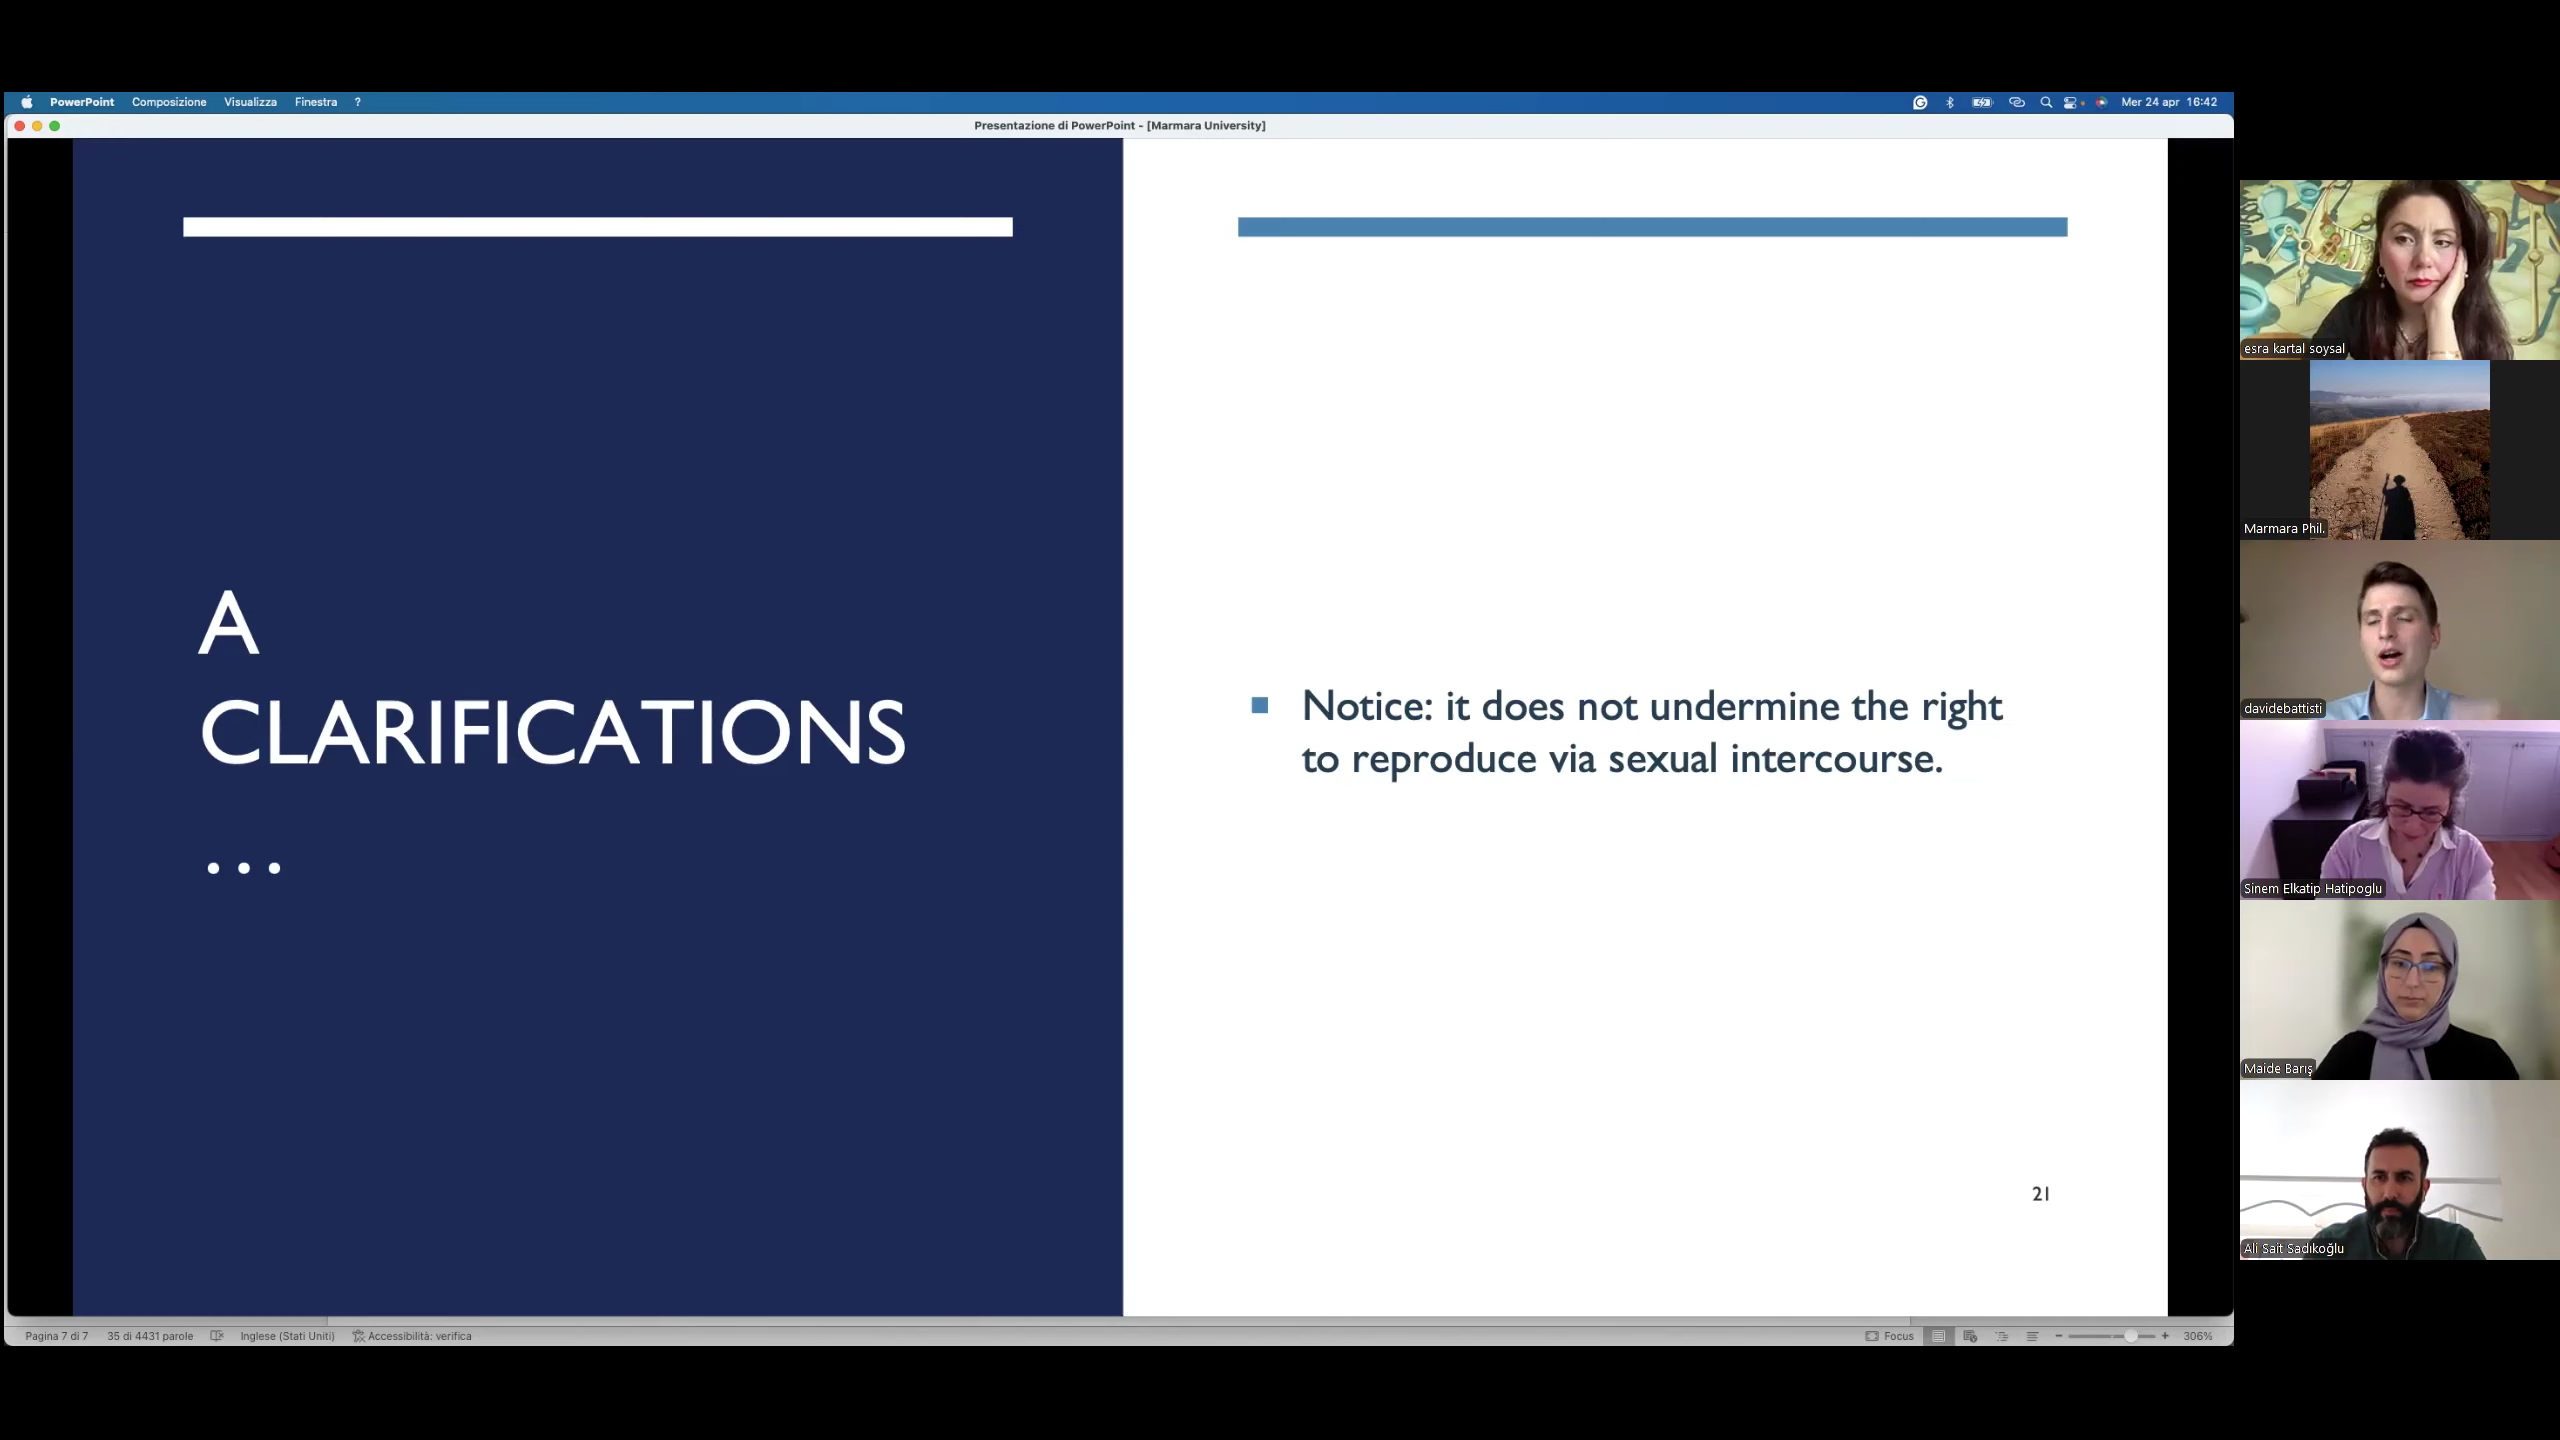 PowerPoint Composizione Visualizza Finestra ? Mer 24 apr 16:42
Presentazione di PowerPoint - [Marmara University]
A
CLARIFICATIONS
...
Notice: it does not undermine the right
to reproduce via sexual intercourse.
21
Pagina 7 di 7 35 di 4431 parole Inglese (Stati Uniti) Accessibilità: verifica Focus 306%
esra kartal soysal
Marmara Phil.
davidebattisti
Sinem Elkatip Hatipoglu
Maide Barış
Ali Sait Sadıkoğlu